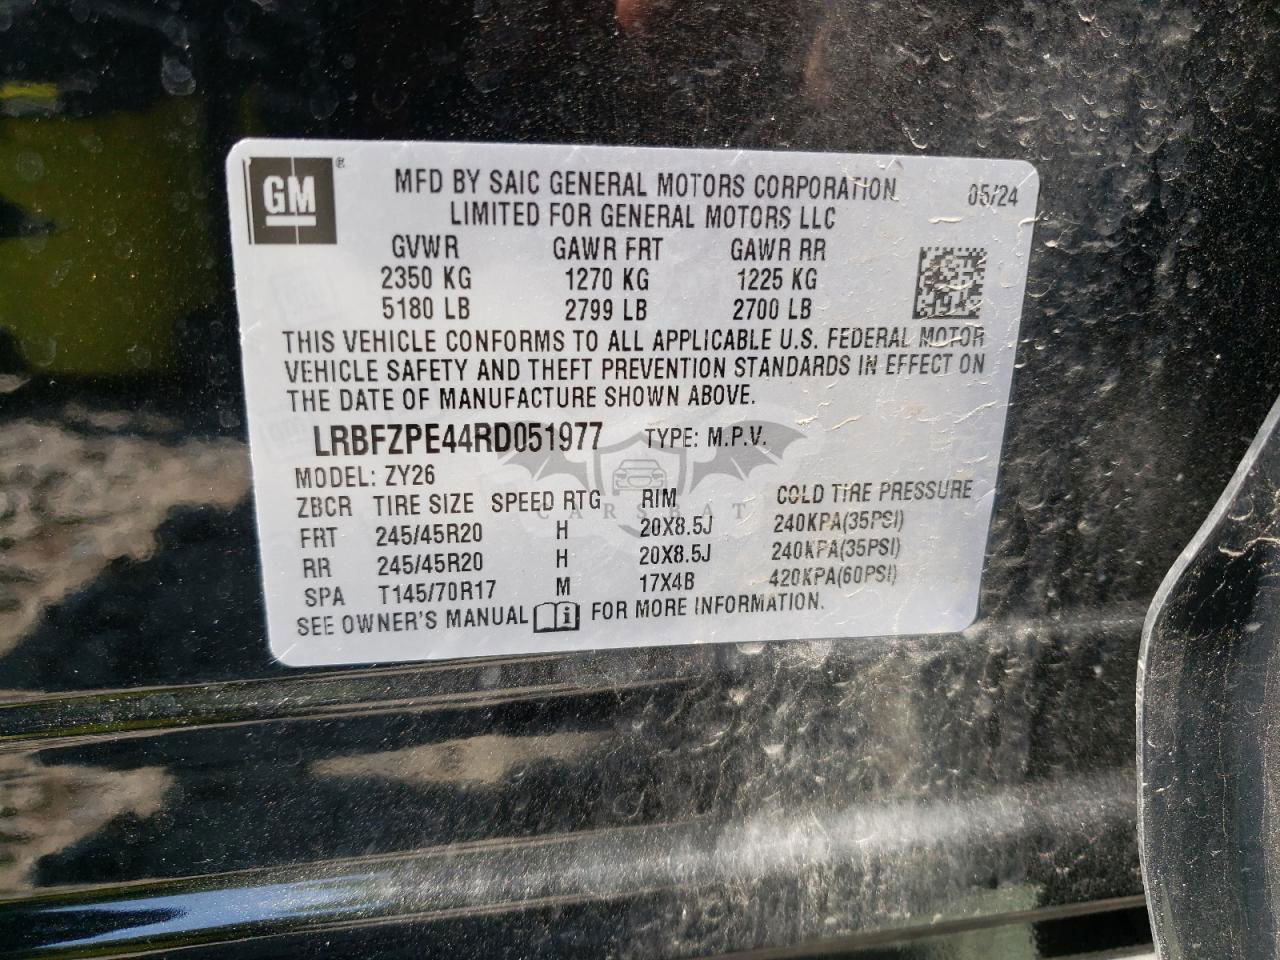 GM ® MFD BY SAIC GENERAL MOTORS CORPORATION 05/24
LIMITED FOR GENERAL MOTORS LLC
GVWR GAWR FRT GAWR RR
2350 KG 1270 KG 1225 KG
5180 LB 2799 LB 2700 LB
THIS VEHICLE CONFORMS TO ALL APPLICABLE U.S. FEDERAL MOTOR
VEHICLE SAFETY AND THEFT PREVENTION STANDARDS IN EFFECT ON
THE DATE OF MANUFACTURE SHOWN ABOVE.
LRBFZPE44RD051977 TYPE: M.P.V.
MODEL: ZY26
ZBCR TIRE SIZE SPEED RTG RIM COLD TIRE PRESSURE
CARSBAT
FRT 245/45R20 H 20X8.5J 240KPA(35PSI)
RR 245/45R20 H 20X8.5J 240KPA(35PSI)
SPA T145/70R17 M 17X4B 420KPA(60PSI)
SEE OWNER'S MANUAL i FOR MORE INFORMATION.